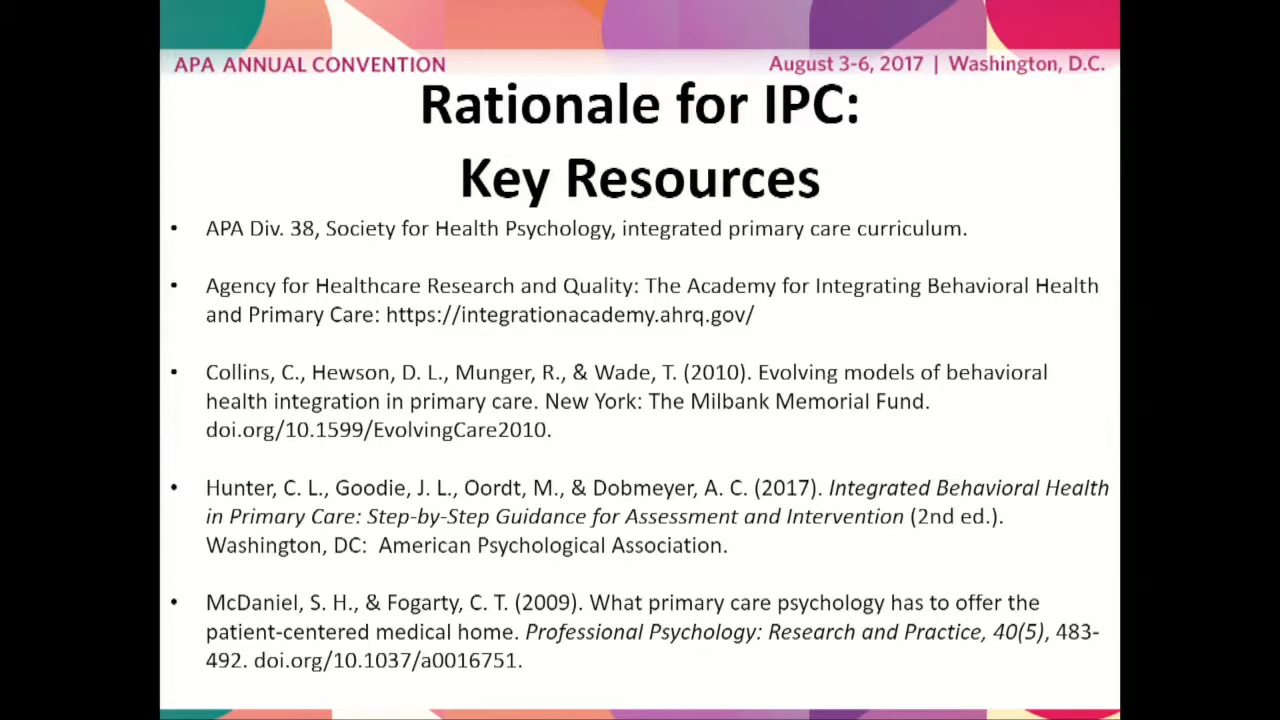 APA ANNUAL CONVENTION
August 3-6, 2017 | Washington, D.C.
Rationale for IPC:
Key Resources
• APA Div. 38, Society for Health Psychology, integrated primary care curriculum.
• Agency for Healthcare Research and Quality: The Academy for Integrating Behavioral Health
and Primary Care: https://integrationacademy.ahrq.gov/
• Collins, C., Hewson, D. L., Munger, R., & Wade, T. (2010). Evolving models of behavioral
health integration in primary care. New York: The Milbank Memorial Fund.
doi.org/10.1599/EvolvingCare2010.
• Hunter, C. L., Goodie, J. L., Oordt, M., & Dobmeyer, A. C. (2017). Integrated Behavioral Health
in Primary Care: Step-by-Step Guidance for Assessment and Intervention (2nd ed.).
Washington, DC: American Psychological Association.
• McDaniel, S. H., & Fogarty, C. T. (2009). What primary care psychology has to offer the
patient-centered medical home. Professional Psychology: Research and Practice, 40(5), 483-
492. doi.org/10.1037/a0016751.